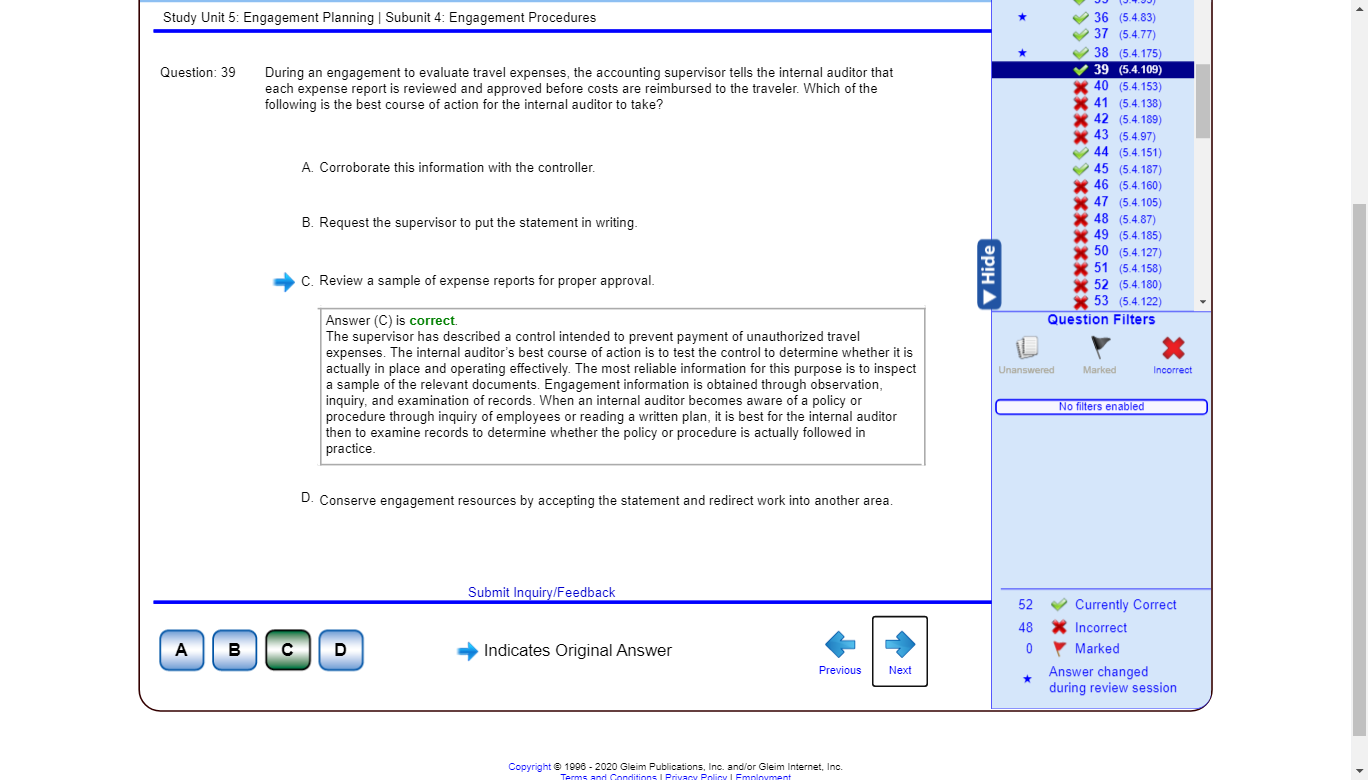 Study Unit 5: Engagement Planning | Subunit 4: Engagement Procedures
Question: 39
During an engagement to evaluate travel expenses, the accounting supervisor tells the internal auditor that
each expense report is reviewed and approved before costs are reimbursed to the traveler. Which of the
following is the best course of action for the internal auditor to take?
A. Corroborate this information with the controller.
B. Request the supervisor to put the statement in writing.
C. Review a sample of expense reports for proper approval.
Answer (C) is correct.
The supervisor has described a control intended to prevent payment of unauthorized travel
expenses. The internal auditor's best course of action is to test the control to determine whether it is
actually in place and operating effectively. The most reliable information for this purpose is to inspect
a sample of the relevant documents. Engagement information is obtained through observation,
inquiry, and examination of records. When an internal auditor becomes aware of a policy or
procedure through inquiry of employees or reading a written plan, it is best for the internal auditor
then to examine records to determine whether the policy or procedure is actually followed in
practice.
D. Conserve engagement resources by accepting the statement and redirect work into another area.
Submit Inquiry/Feedback
A B C D
Indicates Original Answer
Previous
Next
36 (5.4.83)
37 (5.4.77)
38 (5.4.175)
39 (5.4.109)
40 (5.4.153)
41 (5.4.138)
42 (5.4.189)
43 (5.4.97)
44 (5.4.151)
45 (5.4.187)
46 (5.4.160)
47 (5.4.105)
48 (5.4.87)
49 (5.4.185)
50 (5.4.127)
51 (5.4.158)
52 (5.4.180)
53 (5.4.122)
Hide
Question Filters
Unanswered
Marked
Incorrect
No filters enabled
52 Currently Correct
48 Incorrect
0 Marked
Answer changed
during review session
Copyright © 1996 - 2020 Gleim Publications, Inc. and/or Gleim Internet, Inc.
Terms and Conditions | Privacy Policy | Employment